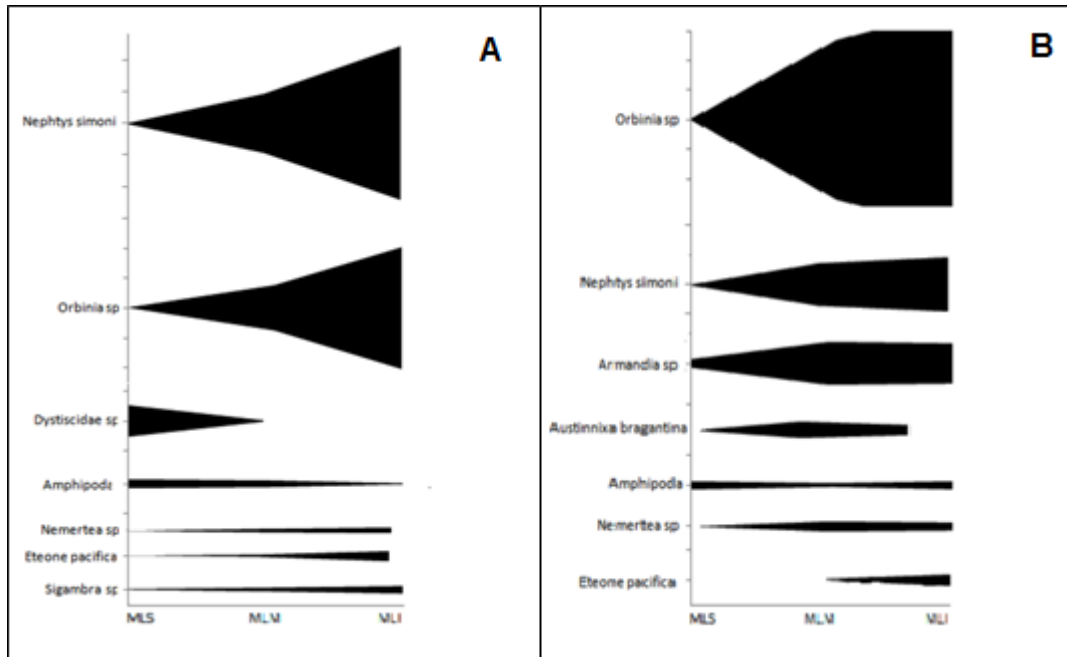 A
Nephtys simoni
Orbinia sp
Dystiscidae sp
Amphipoda
Nemertea sp
Eteone pacifica
Sigambra sp
MLS
MLM
MLI
B
Orbinia sp
Nephtys simoni
Armandia sp
Austinnixa bragantina
Amphipoda
Nemertea sp
Eteone pacifica
MLS
MLM
MLI